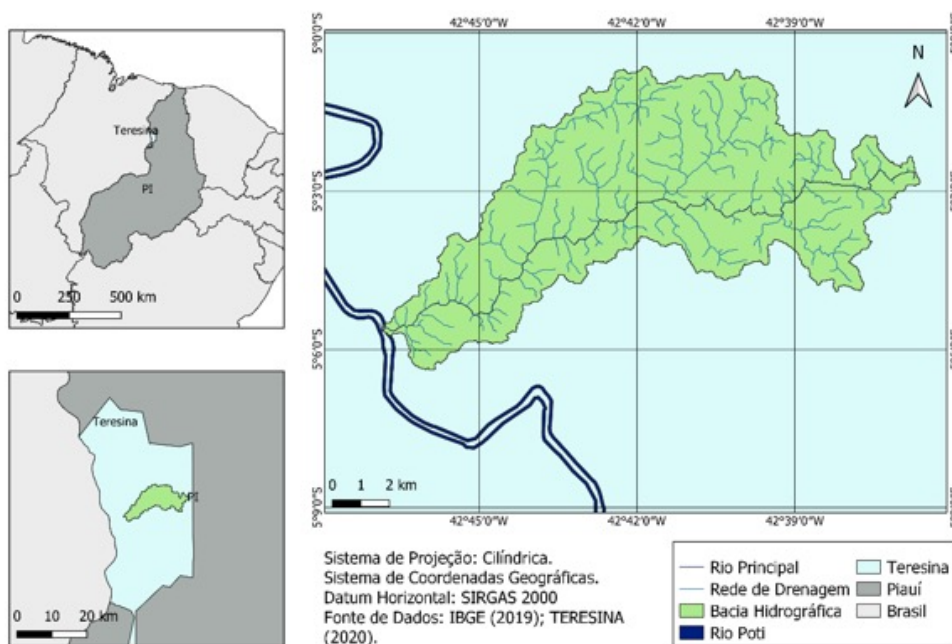 Teresina
PI
0 250 500 km
Teresina
PI
0 10 20 km
42°45'0"W 42°42'0"W 42°39'0"W
N
5°0'0"S
5°3'0"S
5°6'0"S
5°9'0"S
0 1 2 km
42°45'0"W 42°42'0"W 42°39'0"W
Sistema de Projeção: Cilíndrica.
Sistema de Coordenadas Geográficas.
Datum Horizontal: SIRGAS 2000
Fonte de Dados: IBGE (2019); TERESINA
(2020).
Rio Principal
Rede de Drenagem
Bacia Hidrográfica
Rio Poti
Teresina
Piauí
Brasil